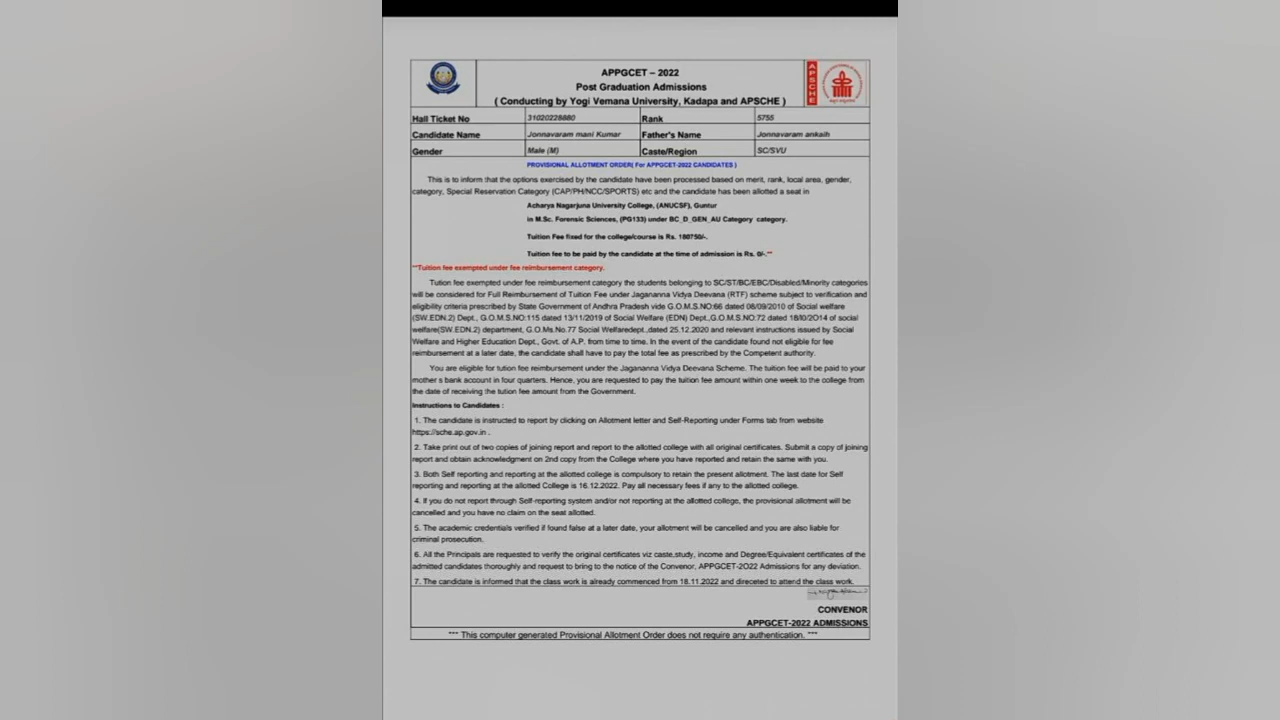 APPGCET – 2022
Post Graduation Admissions
( Conducting by Yogi Vemana University, Kadapa and APSCHE )
APSCHE
Hall Ticket No 31020228880 Rank 5755
Candidate Name Jonnavaram mani Kumar Father's Name Jonnavaram ankaih
Gender Male (M) Caste/Region SC/SVU
PROVISIONAL ALLOTMENT ORDER( For APPGCET-2022 CANDIDATES )
This is to inform that the options exercised by the candidate have been processed based on merit, rank, local area, gender,
category, Special Reservation Category (CAP/PH/NCC/SPORTS) etc and the candidate has been allotted a seat in
Acharya Nagarjuna University College, (ANUCSF), Guntur
in M.Sc. Forensic Sciences, (PG133) under BC_D_GEN_AU Category category.
Tuition Fee fixed for the college/course is Rs. 180750/-.
Tuition fee to be paid by the candidate at the time of admission is Rs. 0/-.**
**Tuition fee exempted under fee reimbursement category.
Tution fee exempted under fee reimbursement category the students belonging to SC/ST/BC/EBC/Disabled/Minority categories
will be considered for Full Reimbursement of Tuition Fee under Jagananna Vidya Deevana (RTF) scheme subject to verification and
eligibility criteria prescribed by State Government of Andhra Pradesh vide G.O.M.S.NO:66 dated 08/09/2010 of Social welfare
(SW.EDN.2) Dept., G.O.M.S.NO:115 dated 13/11/2019 of Social Welfare (EDN) Dept.,G.O.M.S.NO:72 dated 18/l0/2O14 of social
welfare(SW.EDN.2) department, G.O.Ms.No.77 Social Welfaredept.,dated 25.12.2020 and relevant instructions issued by Social
Welfare and Higher Education Dept., Govt. of A.P. from time to time. In the event of the candidate found not eligible for fee
reimbursement at a later date, the candidate shall have to pay the total fee as prescribed by the Competent authority.
You are eligible for tution fee reimbursement under the Jagananna Vidya Deevana Scheme. The tuition fee will be paid to your
mother's bank account in four quarters. Hence, you are requested to pay the tuition fee amount within one week to the college from
the date of receiving the tution fee amount from the Government.
Instructions to Candidates :
1. The candidate is instructed to report by clicking on Allotment letter and Self-Reporting under Forms tab from website
https://sche.ap.gov.in .
2. Take print out of two copies of joining report and report to the allotted college with all original certificates. Submit a copy of joining
report and obtain acknowledgment on 2nd copy from the College where you have reported and retain the same with you.
3. Both Self reporting and reporting at the allotted college is compulsory to retain the present allotment. The last date for Self
reporting and reporting at the allotted College is 16.12.2022. Pay all necessary fees if any to the allotted college.
4. If you do not report through Self-reporting system and/or not reporting at the allotted college, the provisional allotment will be
cancelled and you have no claim on the seat allotted.
5. The academic credentials verified if found false at a later date, your allotment will be cancelled and you are also liable for
criminal prosecution.
6. All the Principals are requested to verify the original certificates viz caste,study, income and Degree/Equivalent certificates of the
admitted candidates thoroughly and request to bring to the notice of the Convenor, APPGCET-2O22 Admissions for any deviation.
7. The candidate is informed that the class work is already commenced from 18.11.2022 and direceted to attend the class work.
CONVENOR
APPGCET-2022 ADMISSIONS
*** This computer generated Provisional Allotment Order does not require any authentication. ***